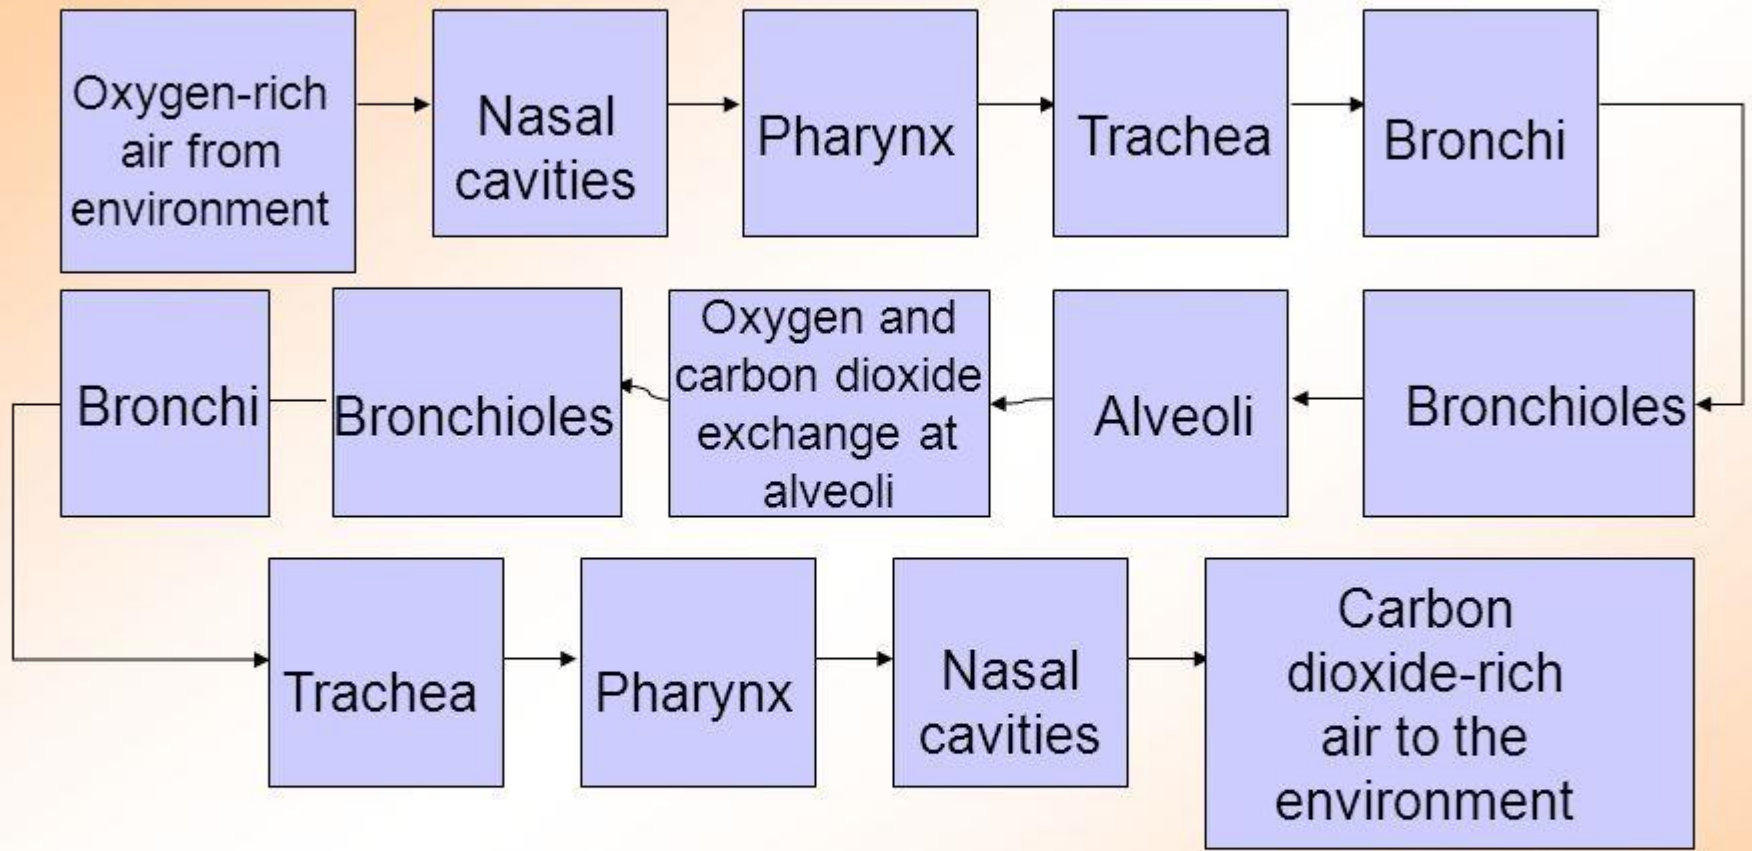 Oxygen-rich
air from
environment
Nasal
cavities
Pharynx
Trachea
Bronchi
Bronchioles
Alveoli
Oxygen and
carbon dioxide
exchange at
alveoli
Bronchioles
Bronchi
Trachea
Pharynx
Nasal
cavities
Carbon
dioxide-rich
air to the
environment